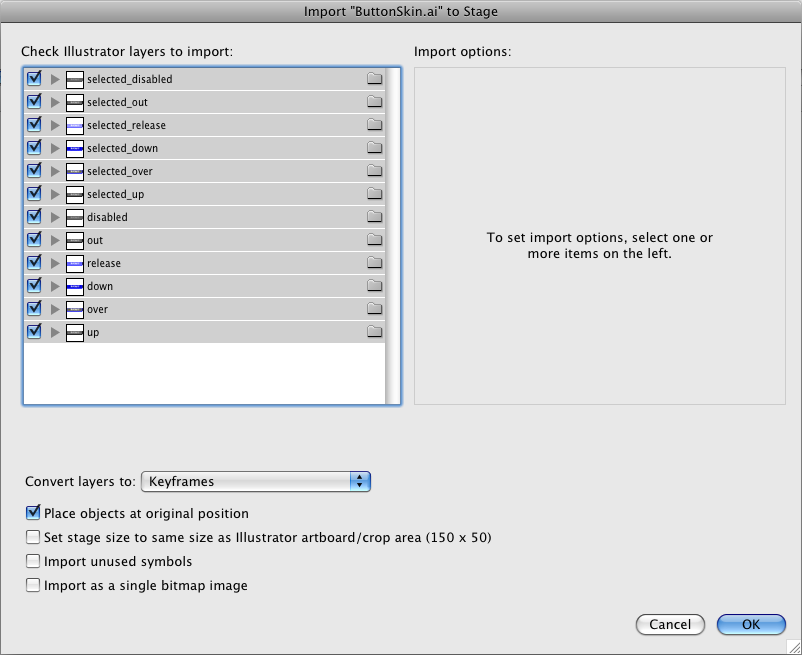 Import "ButtonSkin.ai" to Stage
Check Illustrator layers to import:
Import options:
selected_disabled
selected_out
selected_release
selected_down
selected_over
selected_up
disabled
out
release
down
over
up
To set import options, select one or
more items on the left.
Convert layers to: Keyframes
Place objects at original position
Set stage size to same size as Illustrator artboard/crop area (150 x 50)
Import unused symbols
Import as a single bitmap image
Cancel OK